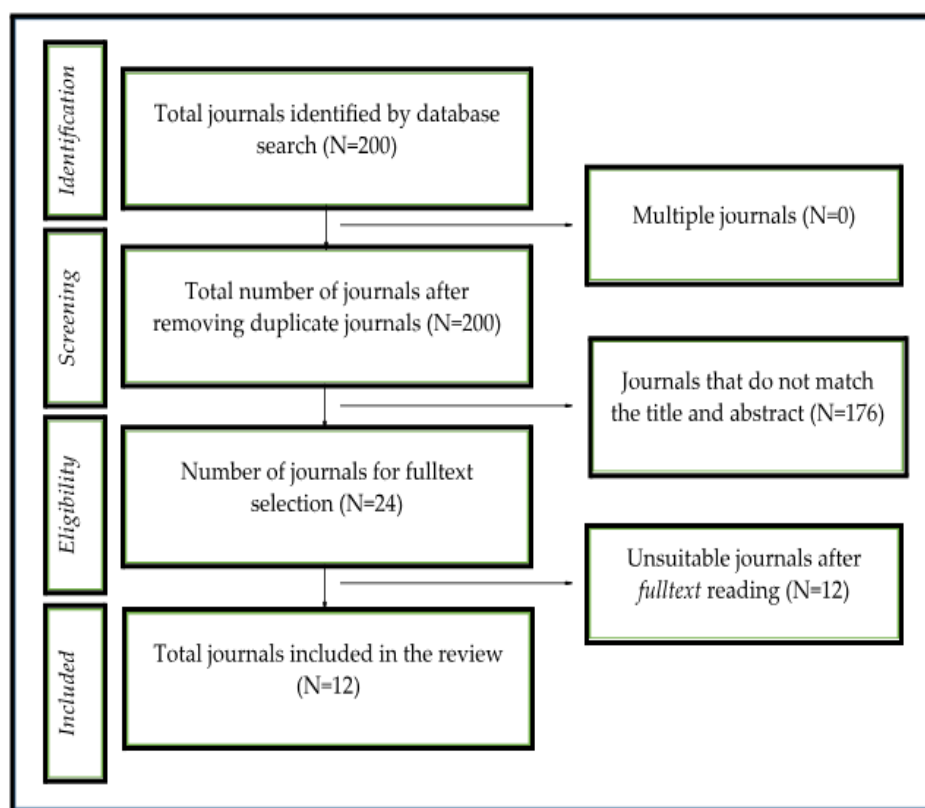 Identification
Total journals identified by database
search (N=200)
Multiple journals (N=0)
Screening
Total number of journals after
removing duplicate journals (N=200)
Journals that do not match
the title and abstract (N=176)
Eligibility
Number of journals for fulltext
selection (N=24)
Unsuitable journals after
fulltext reading (N=12)
Included
Total journals included in the review
(N=12)